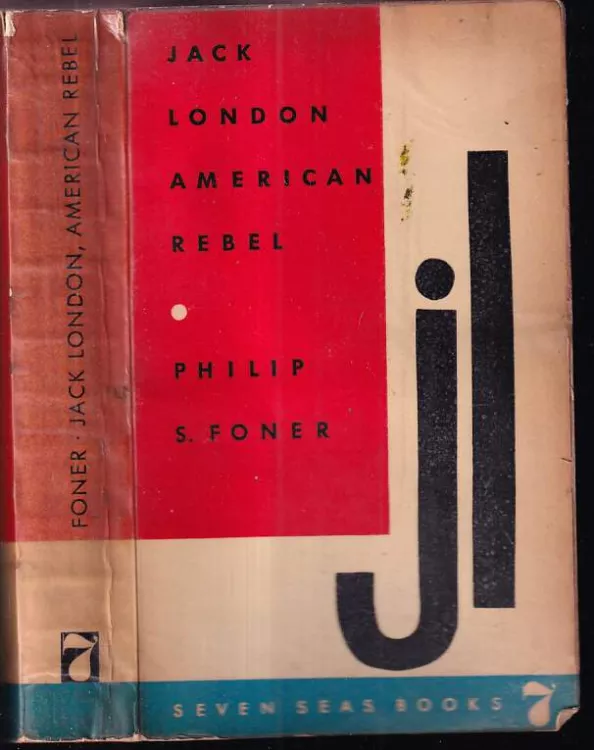 FONER · JACK LONDON, AMERICAN REBEL
7
JACK
LONDON
AMERICAN
REBEL
PHILIP
S. FONER
jl
SEVEN SEAS BOOKS 7